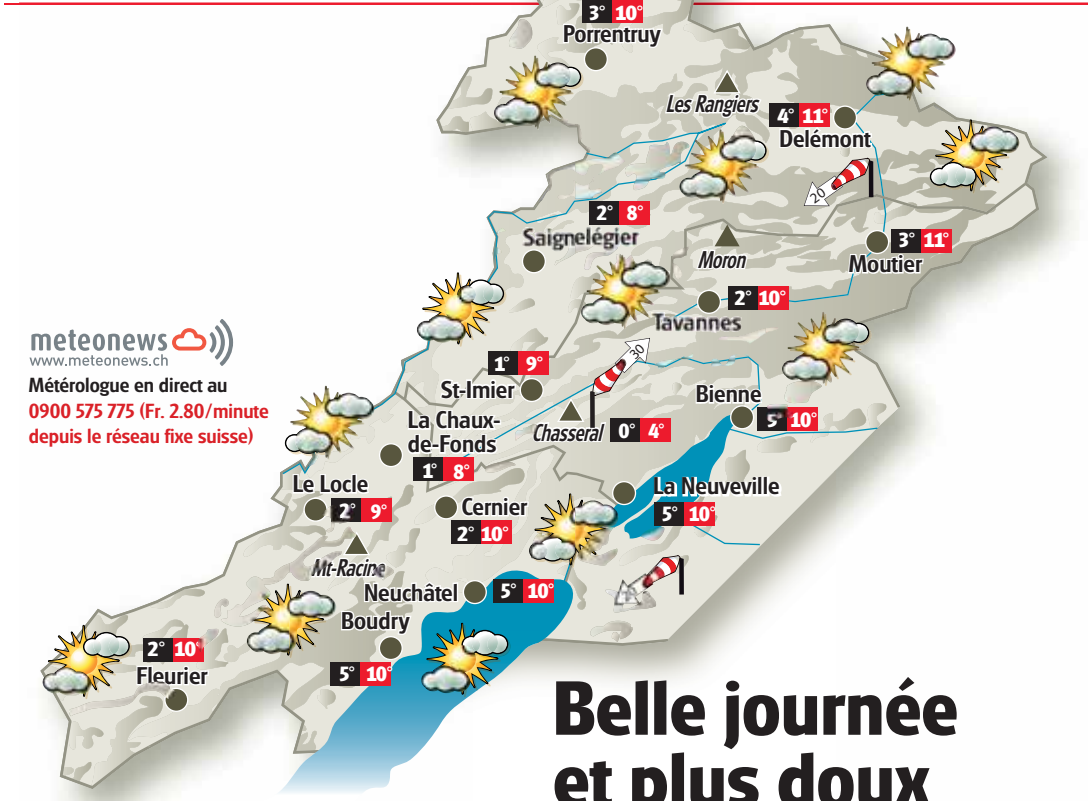 3° 10°
Porrentruy
Les Rangiers
4° 11°
Delémont
20
2° 8°
Saignelégier
Moron
3° 11°
Moutier
2° 10°
Tavannes
meteonews
www.meteonews.ch
Métérologue en direct au
0900 575 775 (Fr. 2.80/minute
depuis le réseau fixe suisse)
30
1° 9°
St-Imier
Bienne
5° 10°
Chasseral 0° 4°
La Chaux-
de-Fonds
1° 8°
Le Locle
2° 9°
Cernier
2° 10°
La Neuveville
5° 10°
Mt-Racine
Neuchâtel 5° 10°
Boudry
5° 10°
2° 10°
Fleurier
Belle journée
et plus doux